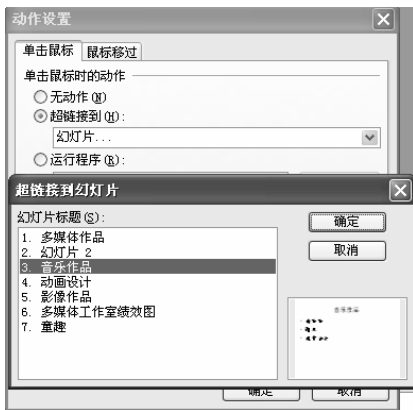 动作设置
单击鼠标 鼠标移过
单击鼠标时的动作
无动作(N)
超链接到(H):
幻灯片...
运行程序(R):
超链接到幻灯片
幻灯片标题(S):
1. 多媒体作品
2. 幻灯片 2
3. 音乐作品
4. 动画设计
5. 影像作品
6. 多媒体工作室绩效图
7. 童趣
确定
取消
音乐作品
确定 取消